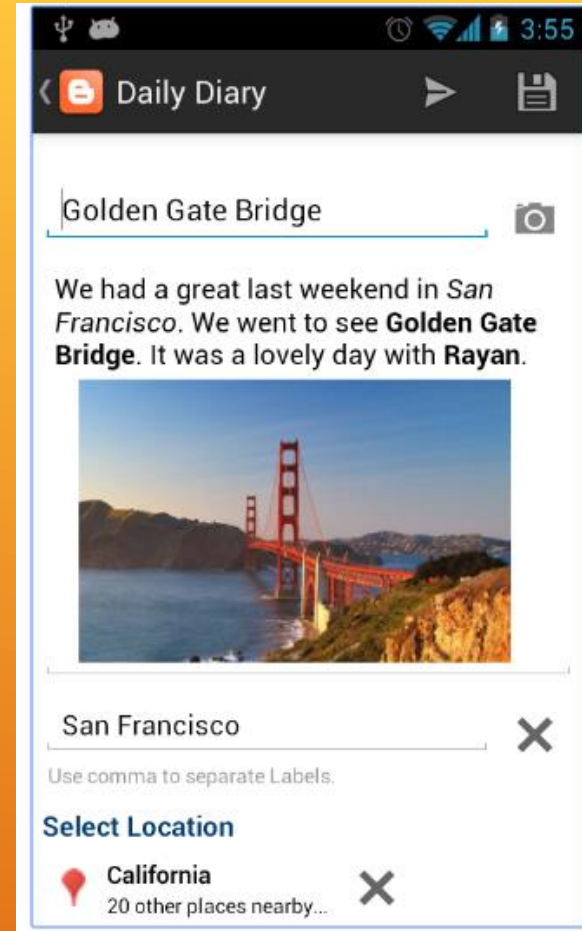 3:55
Daily Diary
Golden Gate Bridge
We had a great last weekend in San
Francisco. We went to see Golden Gate
Bridge. It was a lovely day with Rayan.
San Francisco
Use comma to separate Labels.
Select Location
California
20 other places nearby...